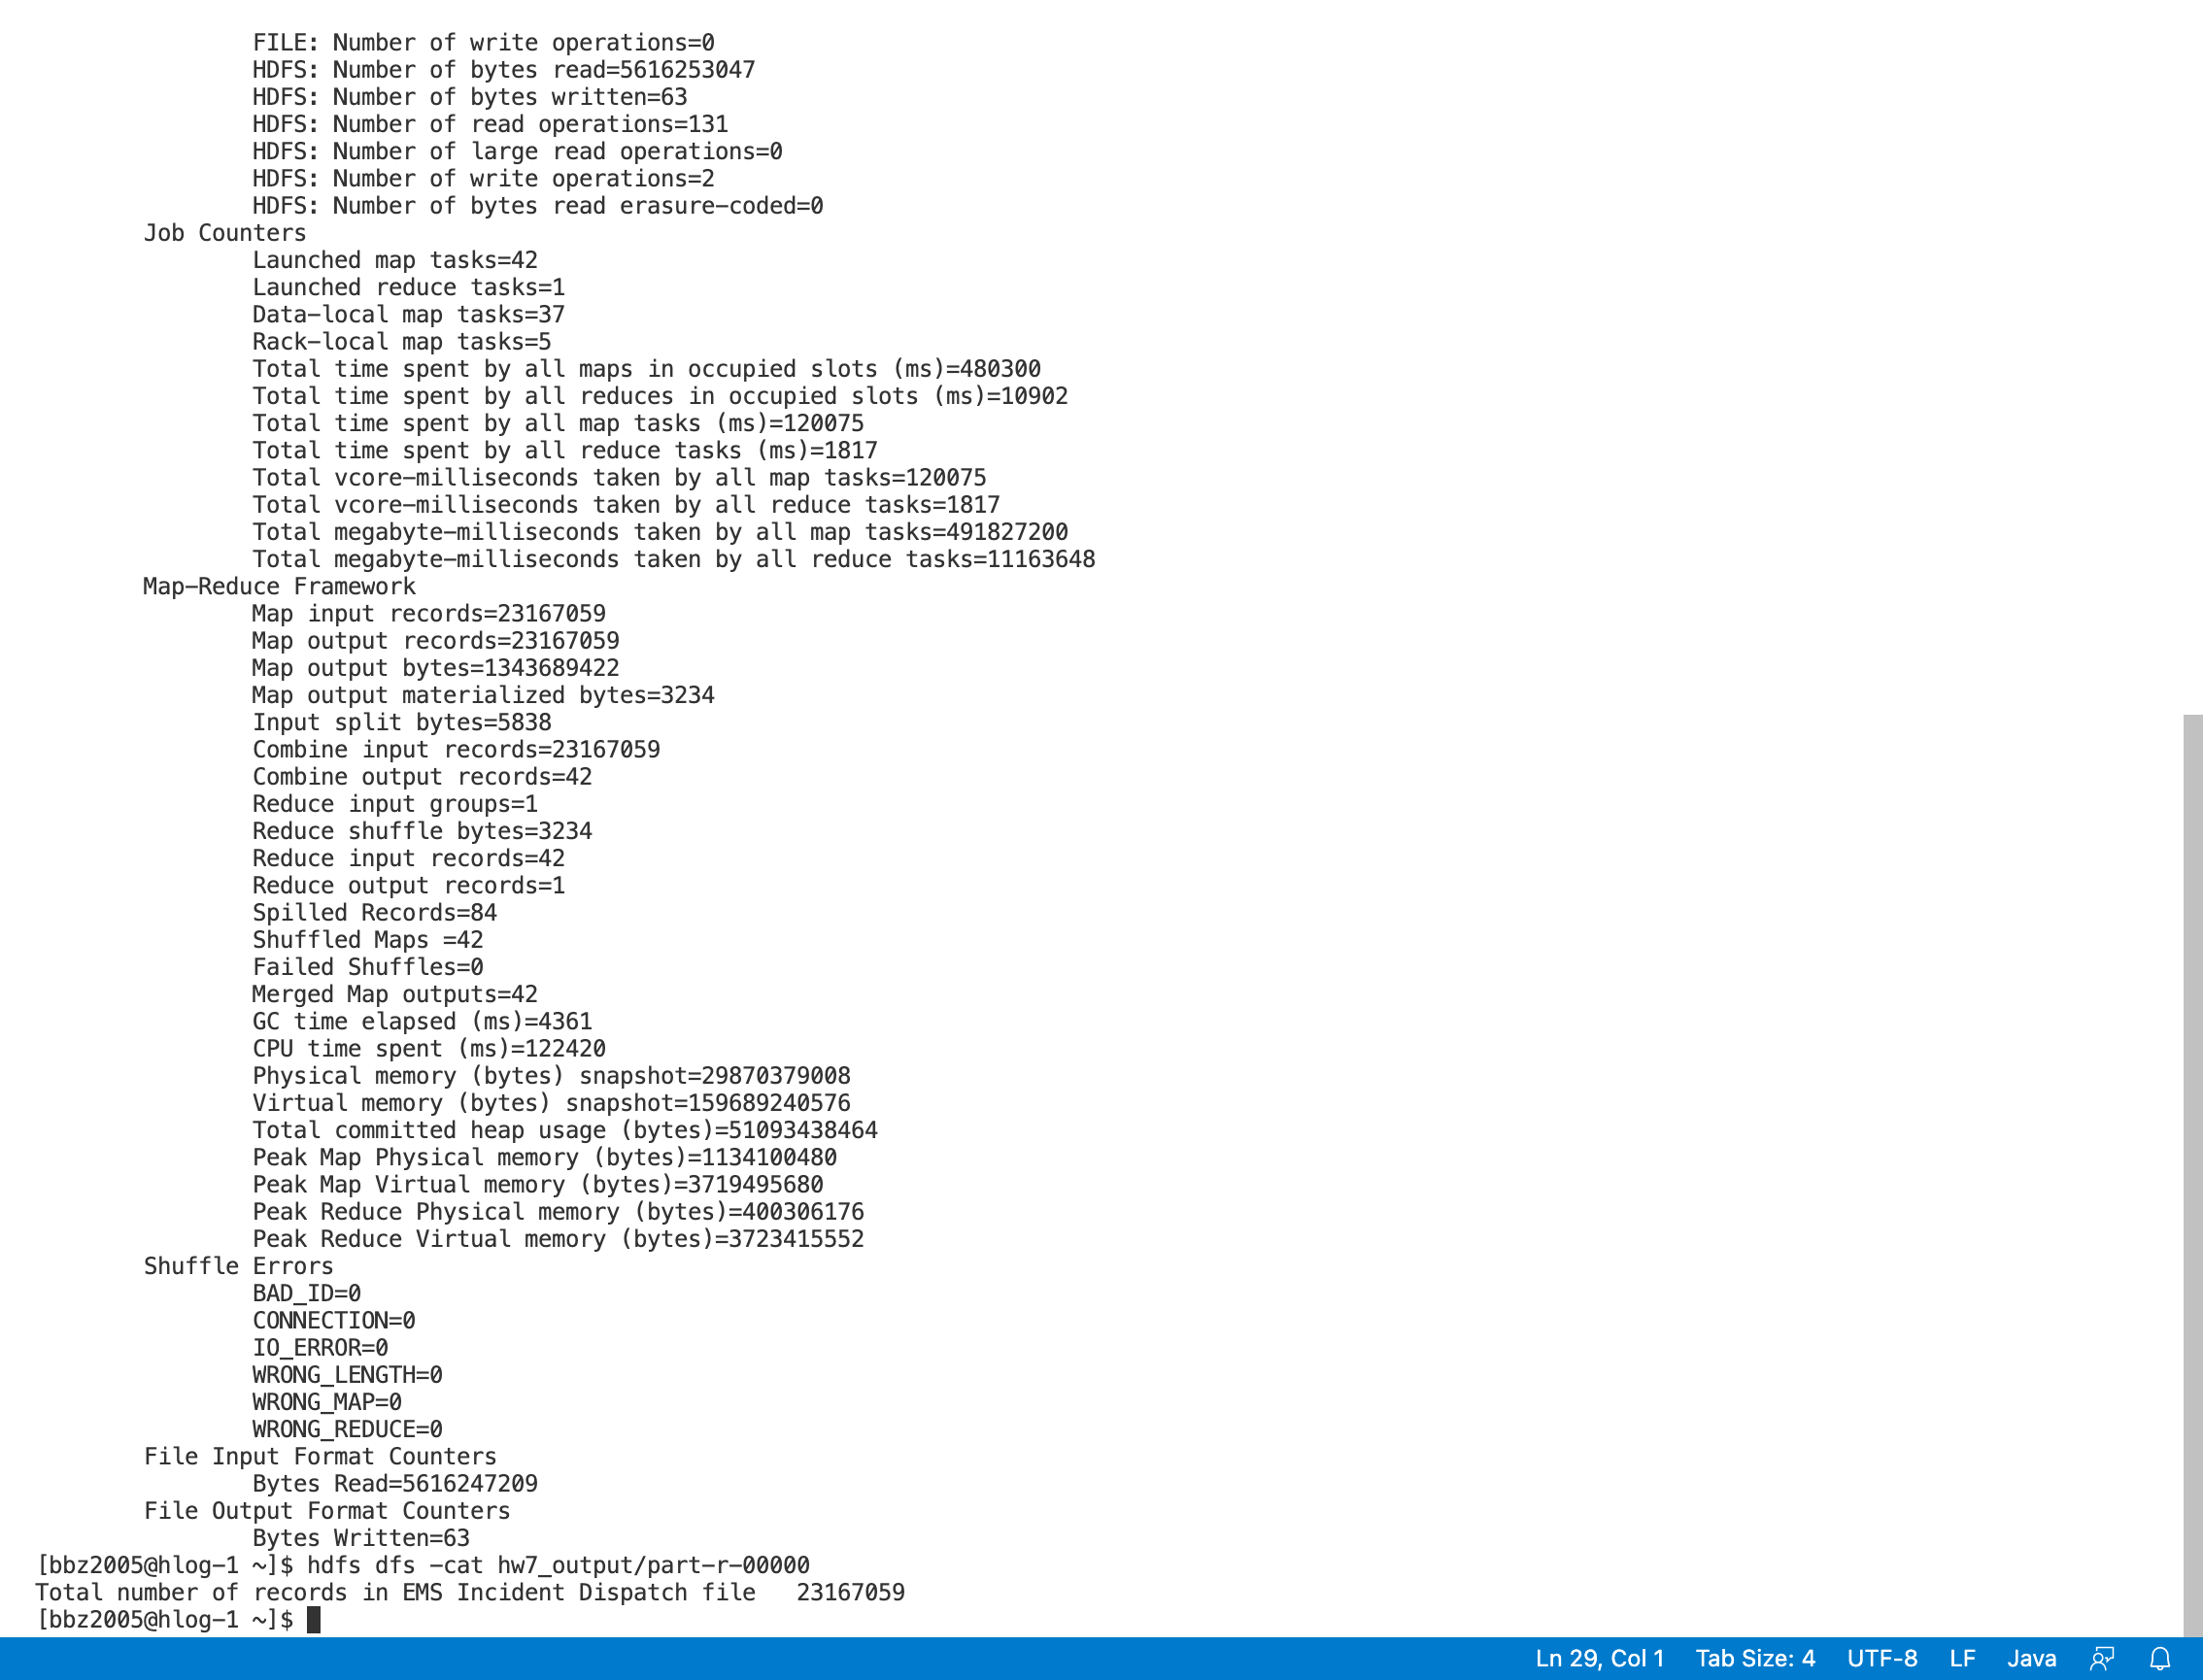 FILE: Number of write operations=0
HDFS: Number of bytes read=5616253047
HDFS: Number of bytes written=63
HDFS: Number of read operations=131
HDFS: Number of large read operations=0
HDFS: Number of write operations=2
HDFS: Number of bytes read erasure-coded=0
Job Counters
Launched map tasks=42
Launched reduce tasks=1
Data-local map tasks=37
Rack-local map tasks=5
Total time spent by all maps in occupied slots (ms)=480300
Total time spent by all reduces in occupied slots (ms)=10902
Total time spent by all map tasks (ms)=120075
Total time spent by all reduce tasks (ms)=1817
Total vcore-milliseconds taken by all map tasks=120075
Total vcore-milliseconds taken by all reduce tasks=1817
Total megabyte-milliseconds taken by all map tasks=491827200
Total megabyte-milliseconds taken by all reduce tasks=11163648
Map-Reduce Framework
Map input records=23167059
Map output records=23167059
Map output bytes=1343689422
Map output materialized bytes=3234
Input split bytes=5838
Combine input records=23167059
Combine output records=42
Reduce input groups=1
Reduce shuffle bytes=3234
Reduce input records=42
Reduce output records=1
Spilled Records=84
Shuffled Maps =42
Failed Shuffles=0
Merged Map outputs=42
GC time elapsed (ms)=4361
CPU time spent (ms)=122420
Physical memory (bytes) snapshot=29870379008
Virtual memory (bytes) snapshot=159689240576
Total committed heap usage (bytes)=51093438464
Peak Map Physical memory (bytes)=1134100480
Peak Map Virtual memory (bytes)=3719495680
Peak Reduce Physical memory (bytes)=400306176
Peak Reduce Virtual memory (bytes)=3723415552
Shuffle Errors
BAD_ID=0
CONNECTION=0
IO_ERROR=0
WRONG_LENGTH=0
WRONG_MAP=0
WRONG_REDUCE=0
File Input Format Counters
Bytes Read=5616247209
File Output Format Counters
Bytes Written=63
[bbz2005@hlog-1 ~]$ hdfs dfs -cat hw7_output/part-r-00000
Total number of records in EMS Incident Dispatch file   23167059
[bbz2005@hlog-1 ~]$
Ln 29, Col 1 Tab Size: 4 UTF-8 LF Java